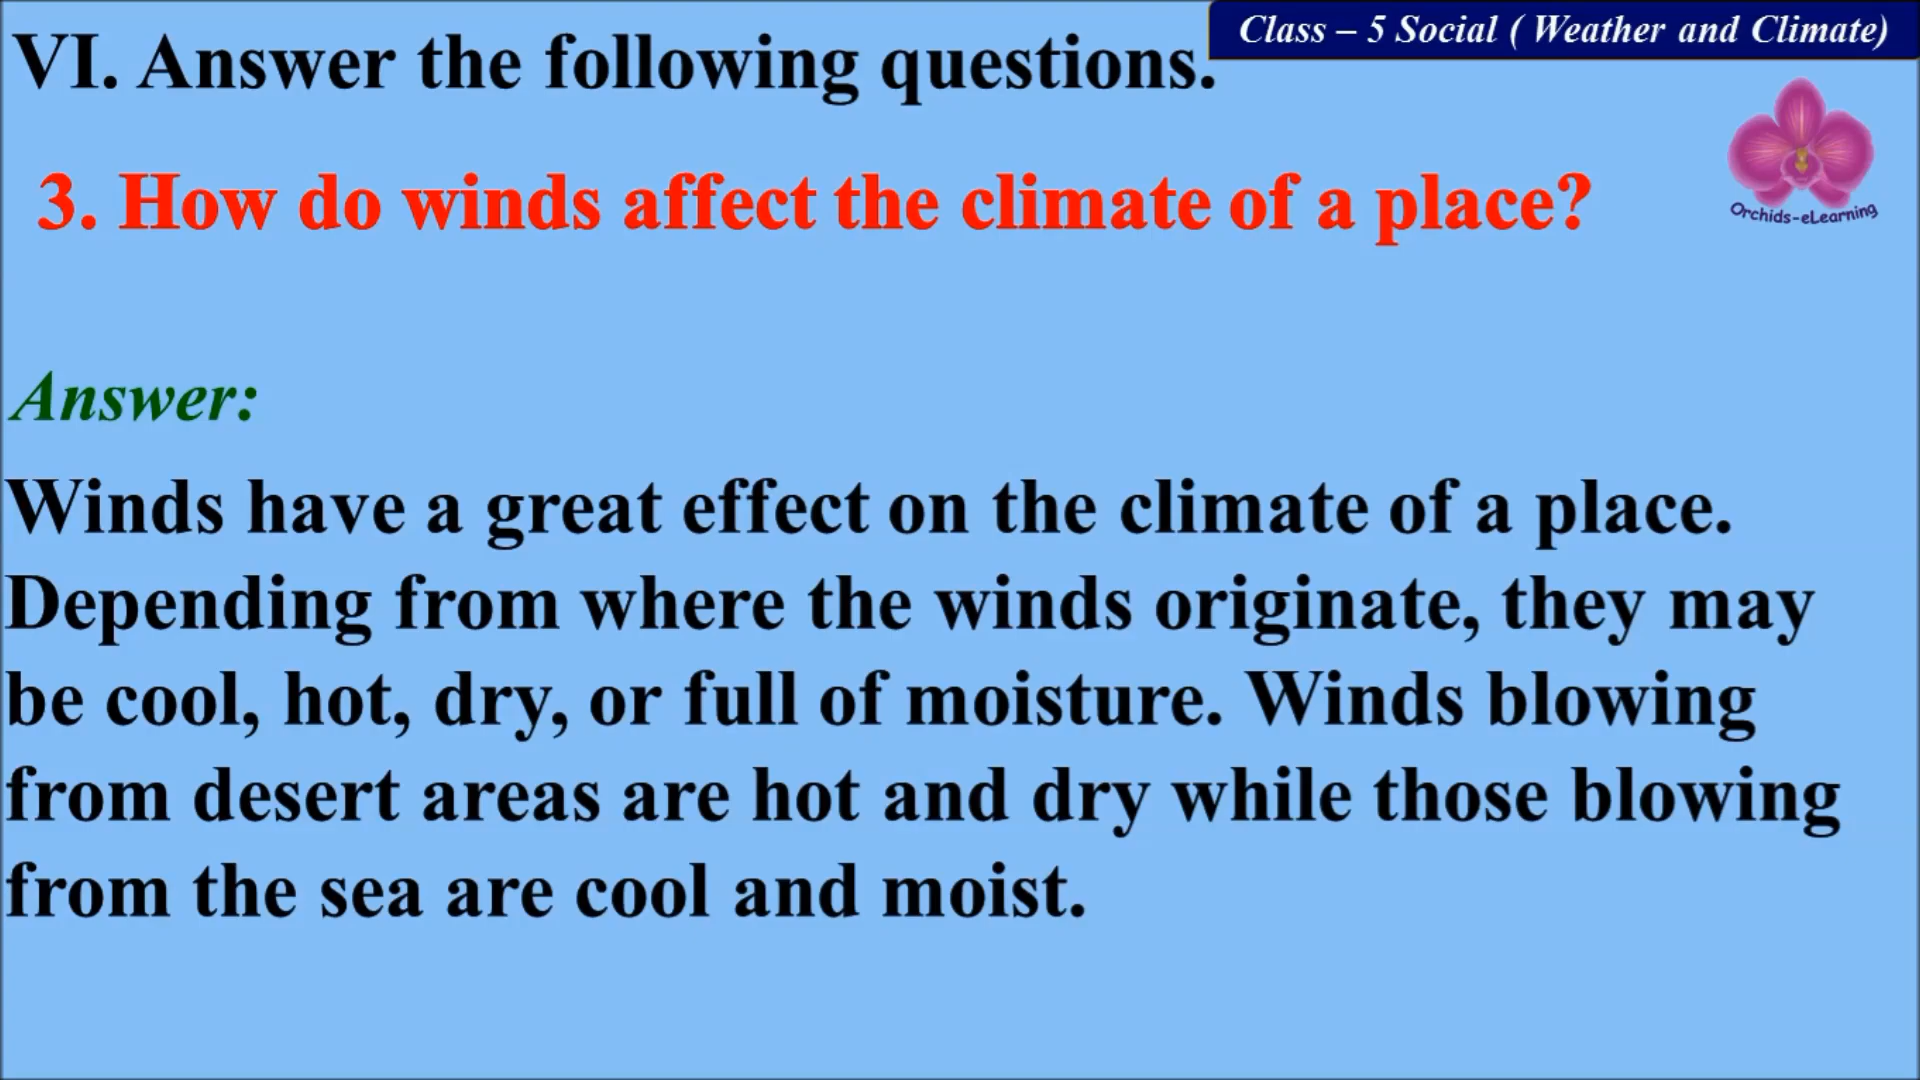 Class – 5 Social ( Weather and Climate)
VI. Answer the following questions.
3. How do winds affect the climate of a place?
Orchids-eLearning
Answer:
Winds have a great effect on the climate of a place.
Depending from where the winds originate, they may
be cool, hot, dry, or full of moisture. Winds blowing
from desert areas are hot and dry while those blowing
from the sea are cool and moist.